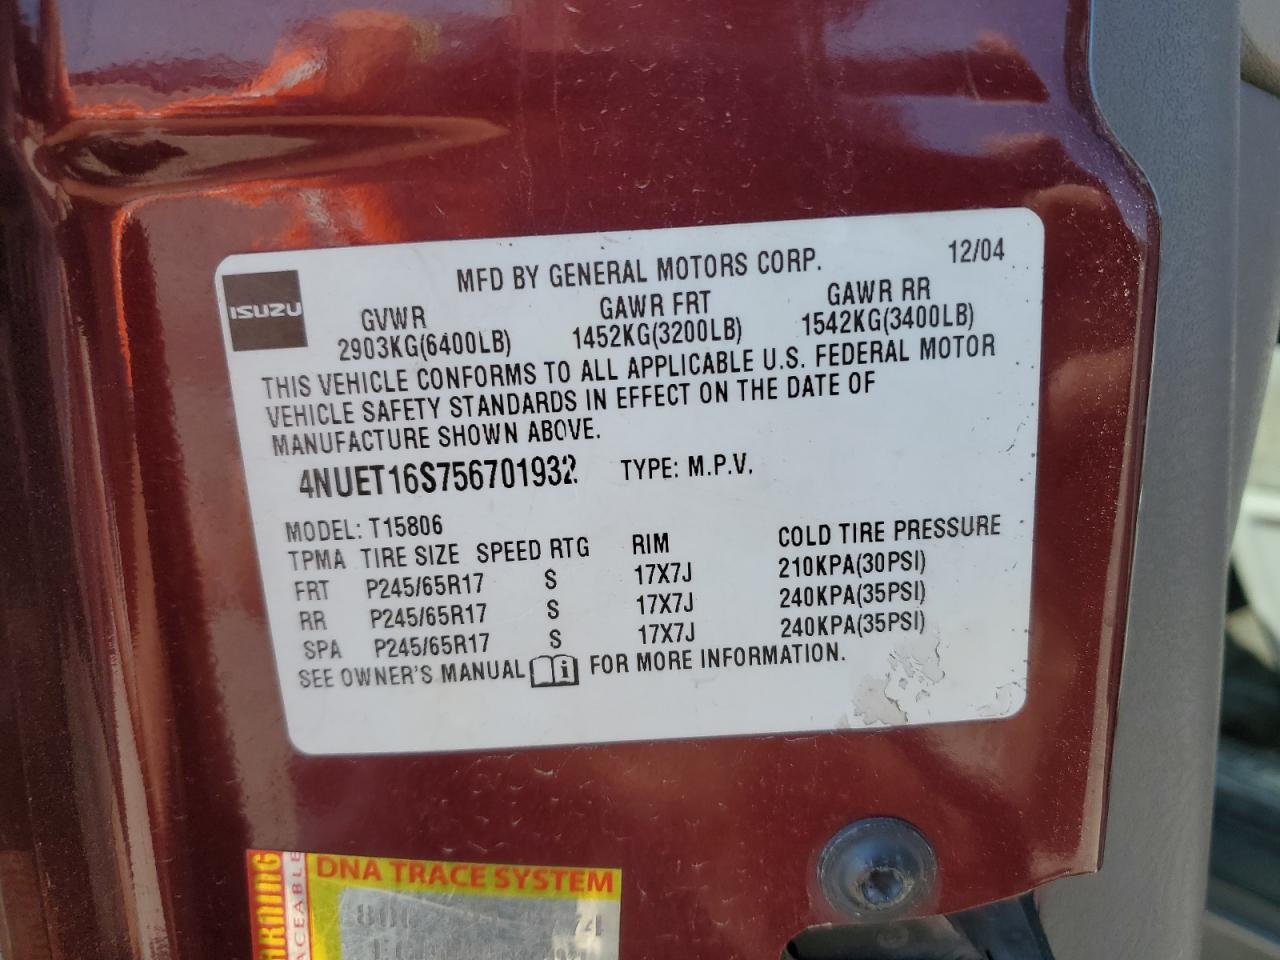 ISUZU
MFD BY GENERAL MOTORS CORP. 12/04
GVWR GAWR FRT GAWR RR
2903KG(6400LB) 1452KG(3200LB) 1542KG(3400LB)
THIS VEHICLE CONFORMS TO ALL APPLICABLE U.S. FEDERAL MOTOR
VEHICLE SAFETY STANDARDS IN EFFECT ON THE DATE OF
MANUFACTURE SHOWN ABOVE.
4NUET16S756701932 TYPE: M.P.V.
MODEL: T15806
TPMA TIRE SIZE SPEED RTG RIM COLD TIRE PRESSURE
FRT P245/65R17 S 17X7J 210KPA(30PSI)
RR P245/65R17 S 17X7J 240KPA(35PSI)
SPA P245/65R17 S 17X7J 240KPA(35PSI)
SEE OWNER'S MANUAL FOR MORE INFORMATION.
DNA TRACE SYSTEM